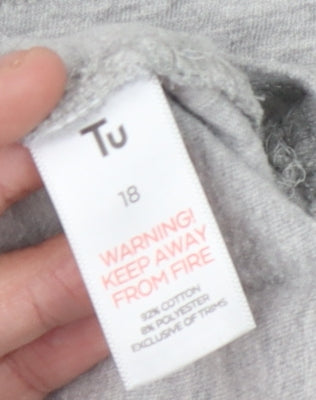 Tu
18
WARNING!
KEEP AWAY
FROM FIRE
92% COTTON
8% POLYESTER
EXCLUSIVE OF TRIMS